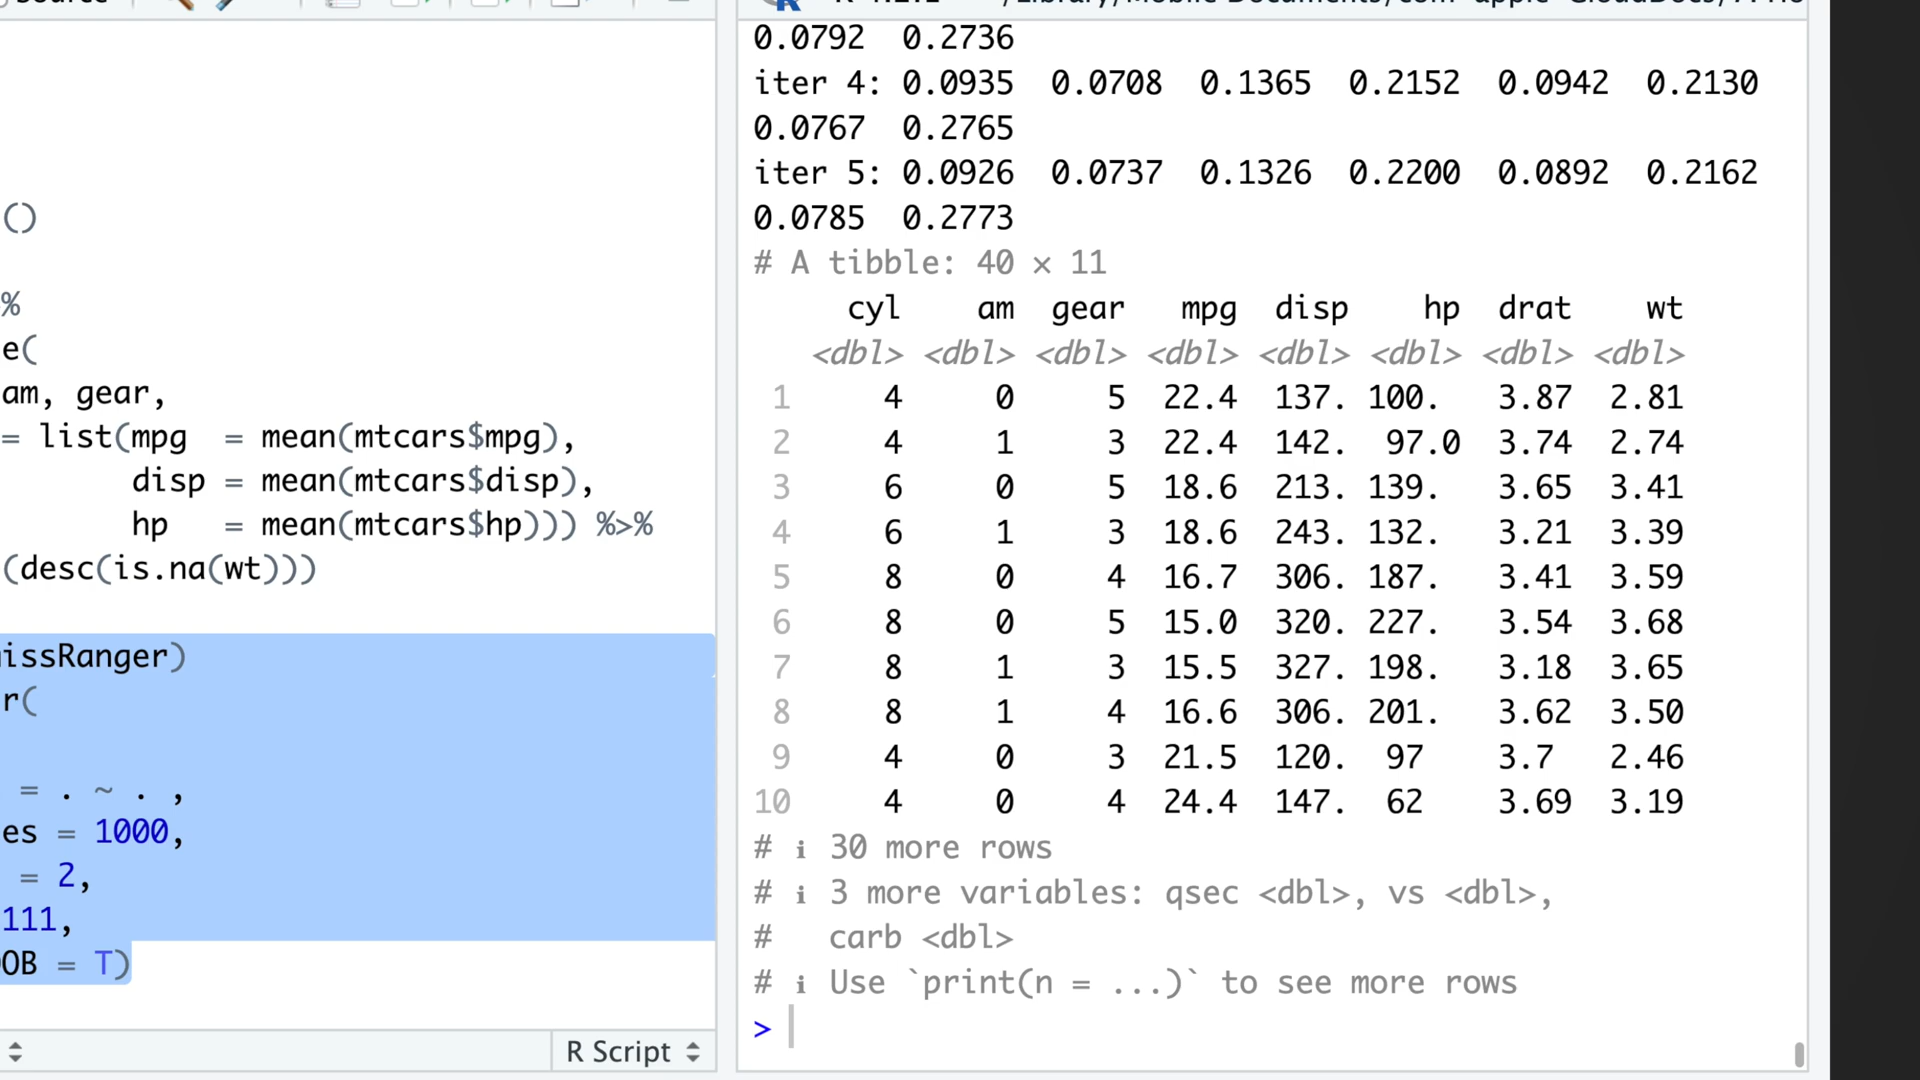 ()
%
e(
am, gear,
= list(mpg  = mean(mtcars$mpg),
disp = mean(mtcars$disp),
hp   = mean(mtcars$hp))) %>%
(desc(is.na(wt)))
issRanger)
r(
= . ~ . ,
es = 1000,
= 2,
111,
OB = T)
R Script
0.0792  0.2736
iter 4: 0.0935  0.0708  0.1365  0.2152  0.0942  0.2130
0.0767  0.2765
iter 5: 0.0926  0.0737  0.1326  0.2200  0.0892  0.2162
0.0785  0.2773
# A tibble: 40 × 11
cyl    am  gear   mpg  disp    hp  drat    wt
<dbl> <dbl> <dbl> <dbl> <dbl> <dbl> <dbl> <dbl>
1     4     0     5  22.4  137. 100.   3.87  2.81
2     4     1     3  22.4  142.  97.0  3.74  2.74
3     6     0     5  18.6  213. 139.   3.65  3.41
4     6     1     3  18.6  243. 132.   3.21  3.39
5     8     0     4  16.7  306. 187.   3.41  3.59
6     8     0     5  15.0  320. 227.   3.54  3.68
7     8     1     3  15.5  327. 198.   3.18  3.65
8     8     1     4  16.6  306. 201.   3.62  3.50
9     4     0     3  21.5  120.  97    3.7   2.46
10     4     0     4  24.4  147.  62    3.69  3.19
# ℹ 30 more rows
# ℹ 3 more variables: qsec <dbl>, vs <dbl>,
#   carb <dbl>
# ℹ Use `print(n = ...)` to see more rows
>